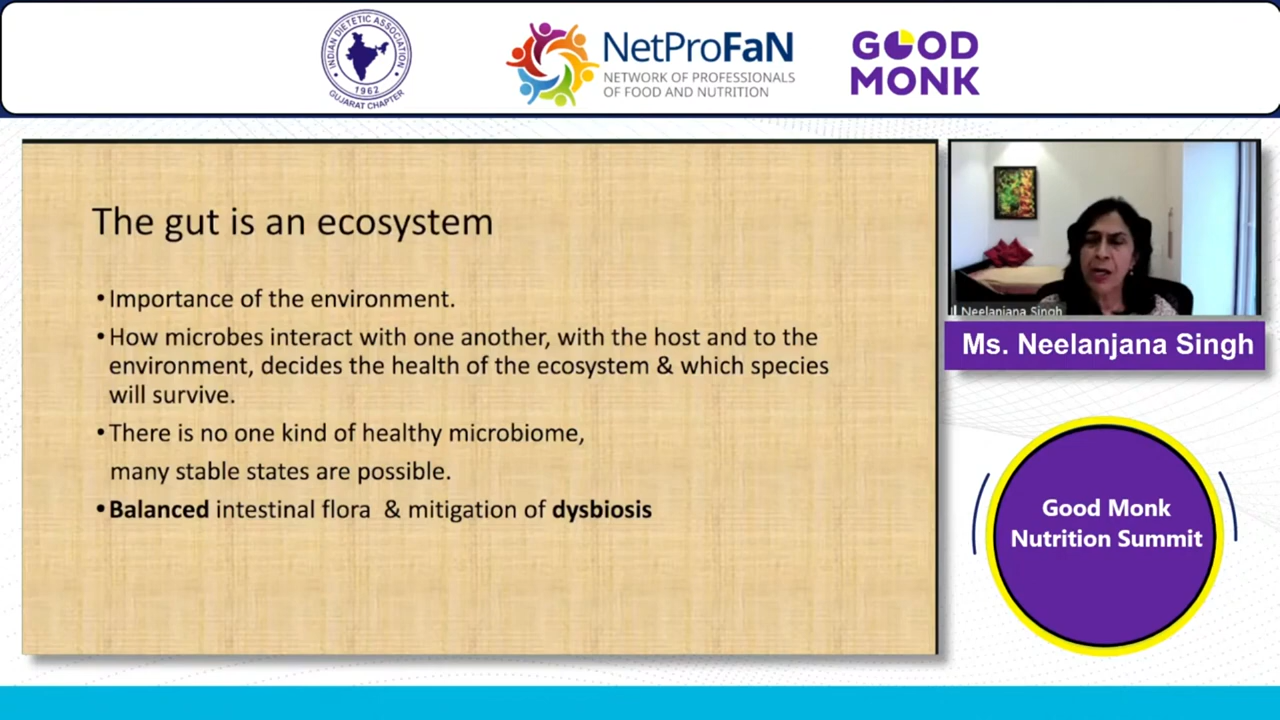 INDIAN DIETETIC ASSOCIATION
1962
GUJARAT CHAPTER
NetProFaN
NETWORK OF PROFESSIONALS
OF FOOD AND NUTRITION
GOOD
MONK
The gut is an ecosystem
•Importance of the environment.
•How microbes interact with one another, with the host and to the
environment, decides the health of the ecosystem & which species
will survive.
•There is no one kind of healthy microbiome,
many stable states are possible.
•Balanced intestinal flora & mitigation of dysbiosis
Neelanjana Singh
Ms. Neelanjana Singh
Good Monk
Nutrition Summit